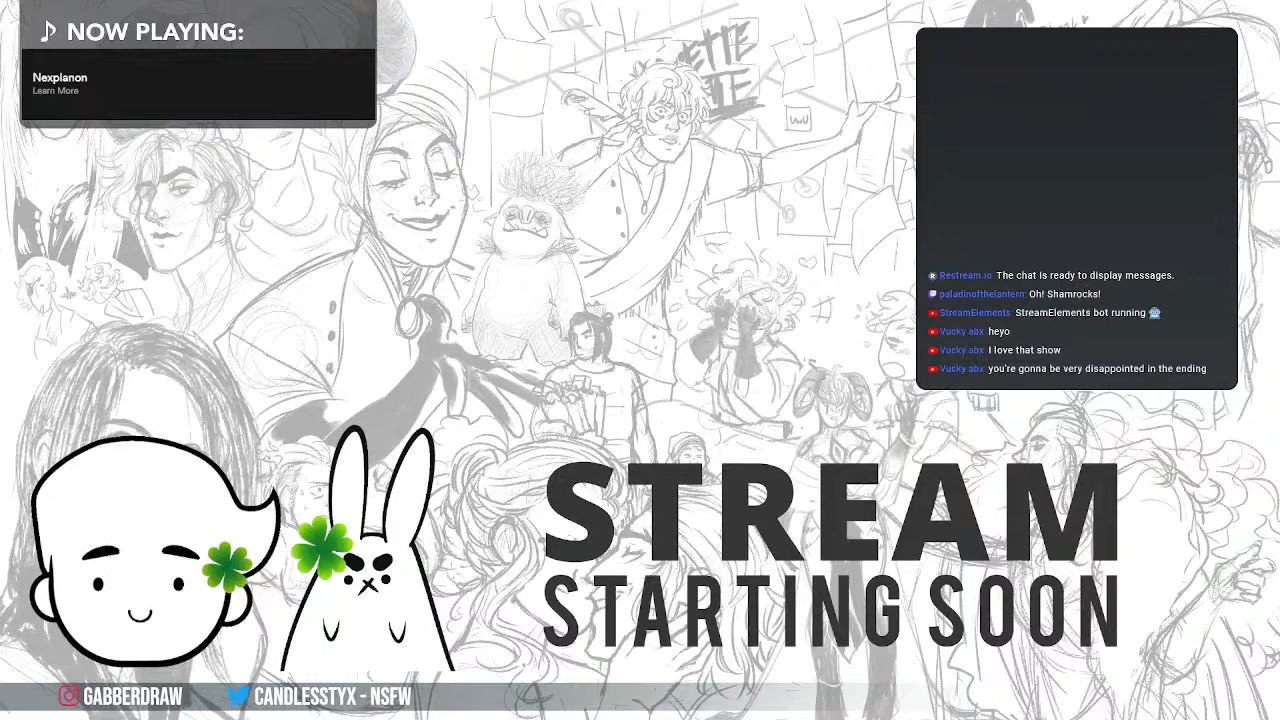 NOW PLAYING:
Nexplanon
Learn More
Restream.io The chat is ready to display messages.
paladinofthelantern: Oh! Shamrocks!
StreamElements StreamElements bot running
Vucky abx heyo
Vucky abx I love that show
Vucky abx you're gonna be very disappointed in the ending
STREAM
STARTING SOON
GABBERDRAW
CANDLESSTYX - NSFW